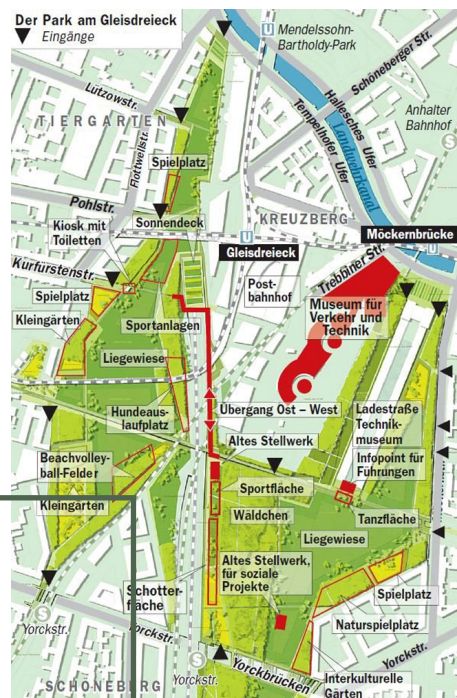 Der Park am Gleisdreieck
Eingänge
U
Mendelssohn-
Bartholdy-Park
Schöneberger Str.
Hallesches Ufer
Landwehrkanal
Tempelhofer Ufer
Anhalter
Bahnhof
S
Lützowstr.
TIERGARTEN
Flottwellstr.
Spielplatz
Pohlstr.
Sonnendeck
KREUZBERG
Kiosk mit
Toiletten
U
Gleisdreieck
Möckernbrücke
U
Trebbiner Str.
Kurfürstenstr.
Post-
bahnhof
Spielplatz
Museum für
Verkehr und
Technik
Kleingärten
Sportanlagen
Liegewiese
Hundeaus-
laufplatz
Übergang Ost – West
Ladestraße
Technik-
museum
Altes Stellwerk
Infopoint für
Führungen
Beachvolley-
ball-Felder
Sportfläche
Kleingärten
Wäldchen
Tanzfläche
Liegewiese
Altes Stellwerk,
für soziale
Projekte
Schotter-
fläche
Spielplatz
S
Yorckstr.
Naturspielplatz
Yorckstr.
Yorckstr.
S
Yorckstr.
Yorckbrücken
SCHÖNEBERG
Interkulturelle
Gärten